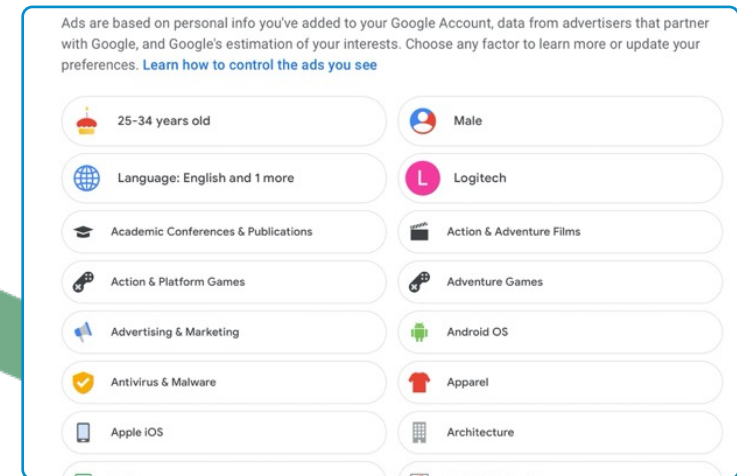 Ads are based on personal info you've added to your Google Account, data from advertisers that partner
with Google, and Google's estimation of your interests. Choose any factor to learn more or update your
preferences. Learn how to control the ads you see
25-34 years old
Male
Language: English and 1 more
L
Logitech
Academic Conferences & Publications
Action & Adventure Films
Action & Platform Games
Adventure Games
Advertising & Marketing
Android OS
Antivirus & Malware
Apparel
Apple iOS
Architecture